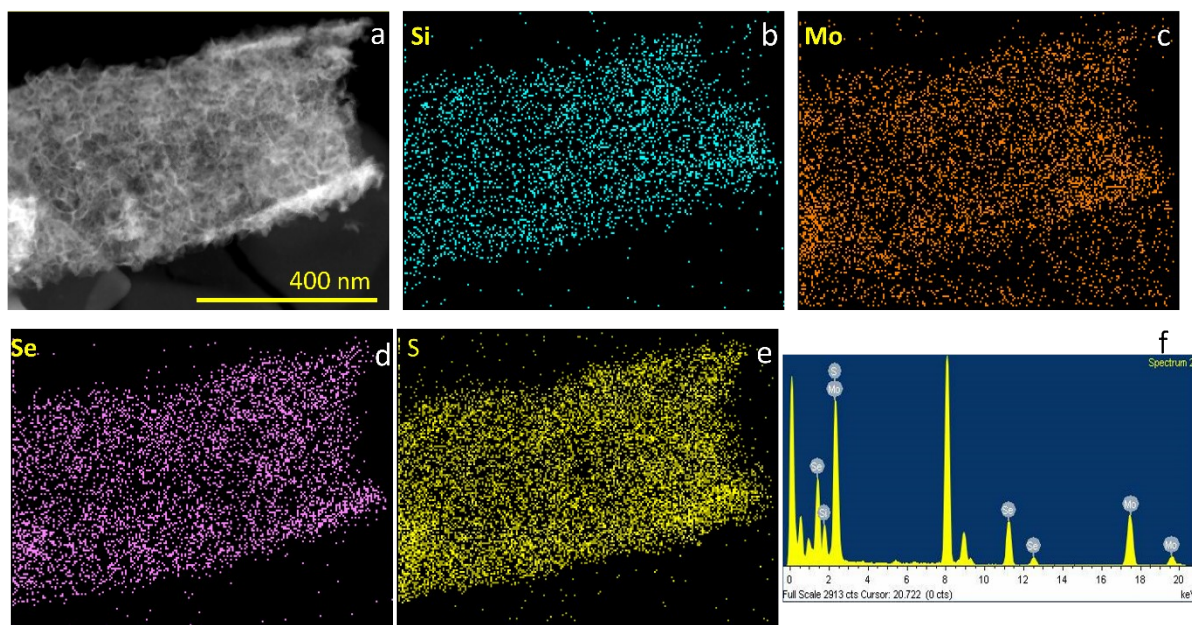 a
Si
b
Mo
c
400 nm
Se
d
S
e
f
Spectrum 2
S
Mo
Se
Si
Se
Se
Mo
Mo
0 2 4 6 8 10 12 14 16 18 20
Full Scale 2913 cts Cursor: 20.722 (0 cts)
keV